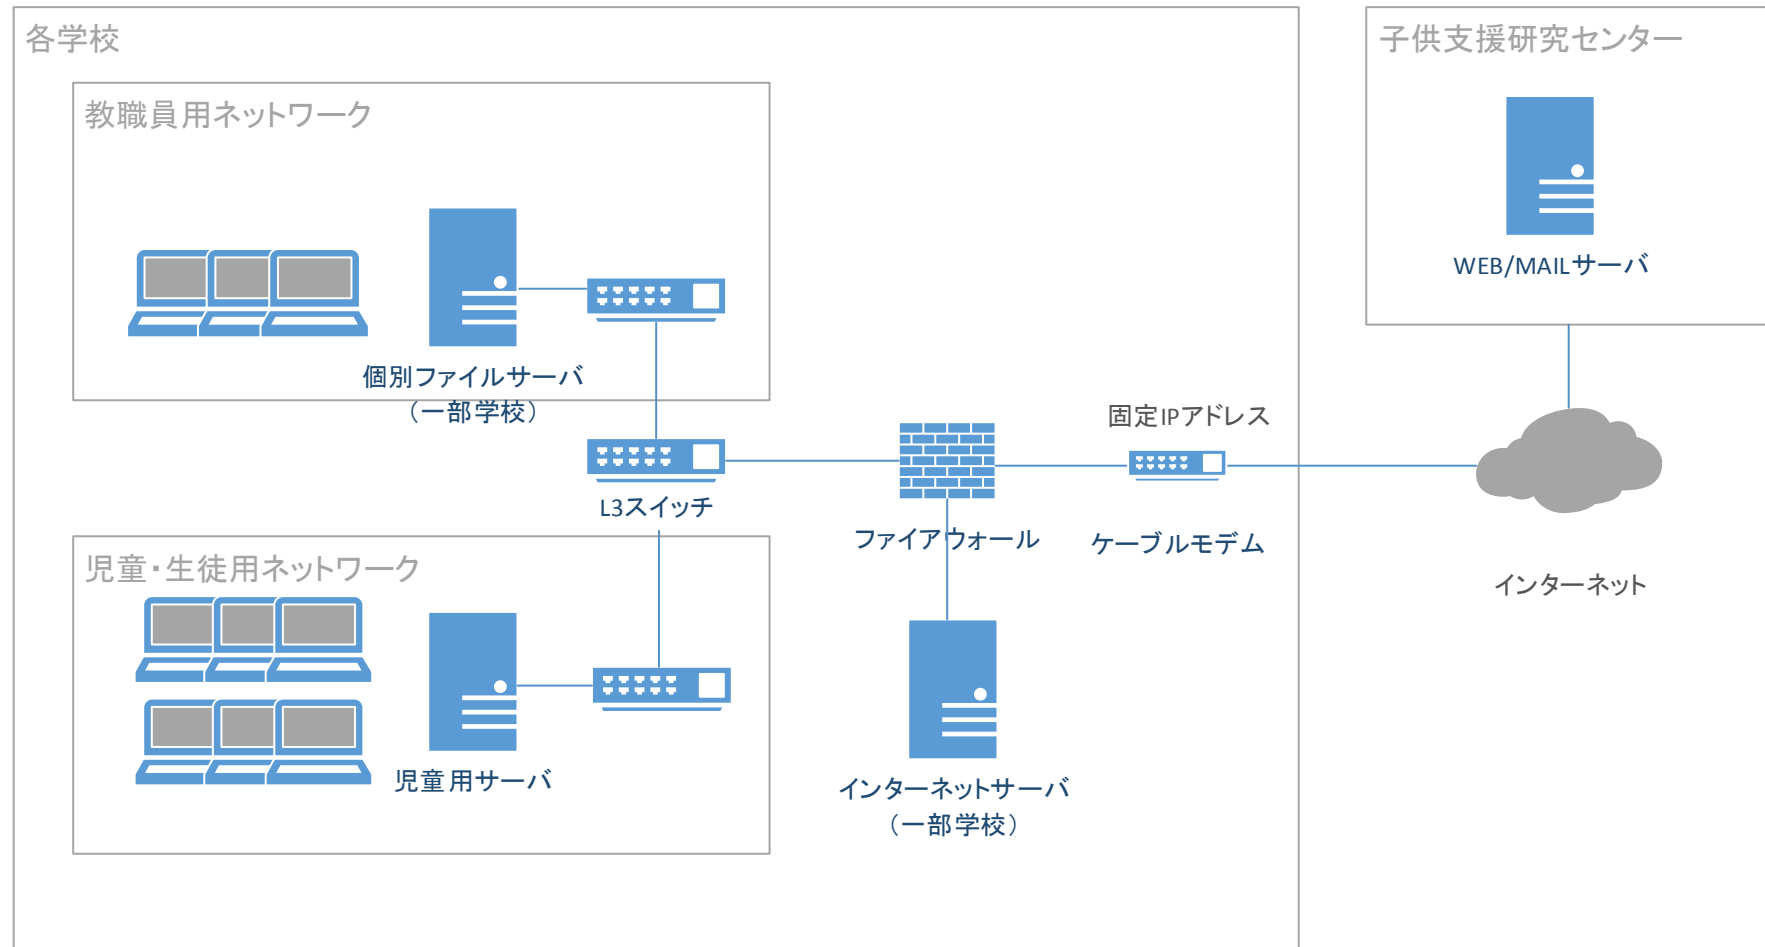 各学校
子供支援研究センター
教職員用ネットワーク
WEB/MAILサーバ
個別ファイルサーバ
（一部学校）
固定IPアドレス
L3スイッチ
ファイアウォール
ケーブルモデム
児童・生徒用ネットワーク
インターネット
児童用サーバ
インターネットサーバ
（一部学校）